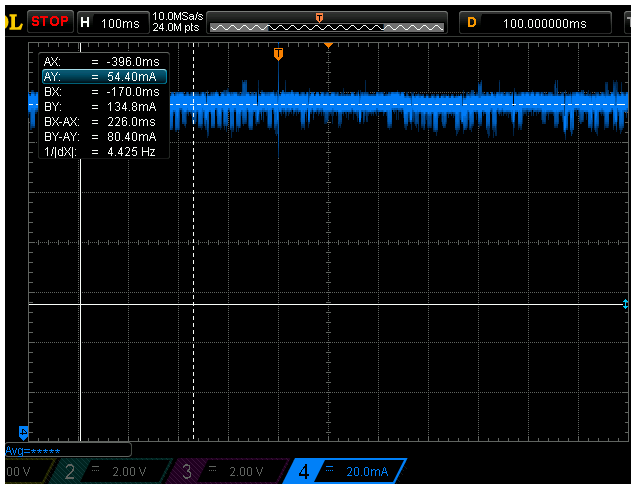 OL STOP H 100ms 10.0MSa/s 24.0M pts T D 100.000000ms T
T
AX: = -396.0ms
AY: = 54.40mA
BX: = -170.0ms
BY: = 134.8mA
BX-AX: = 226.0ms
BY-AY: = 80.40mA
1/|dX|: = 4.425 Hz
Avg=*****
.00 V 2 = 2.00 V 3 = 2.00 V 4 = 20.0mA